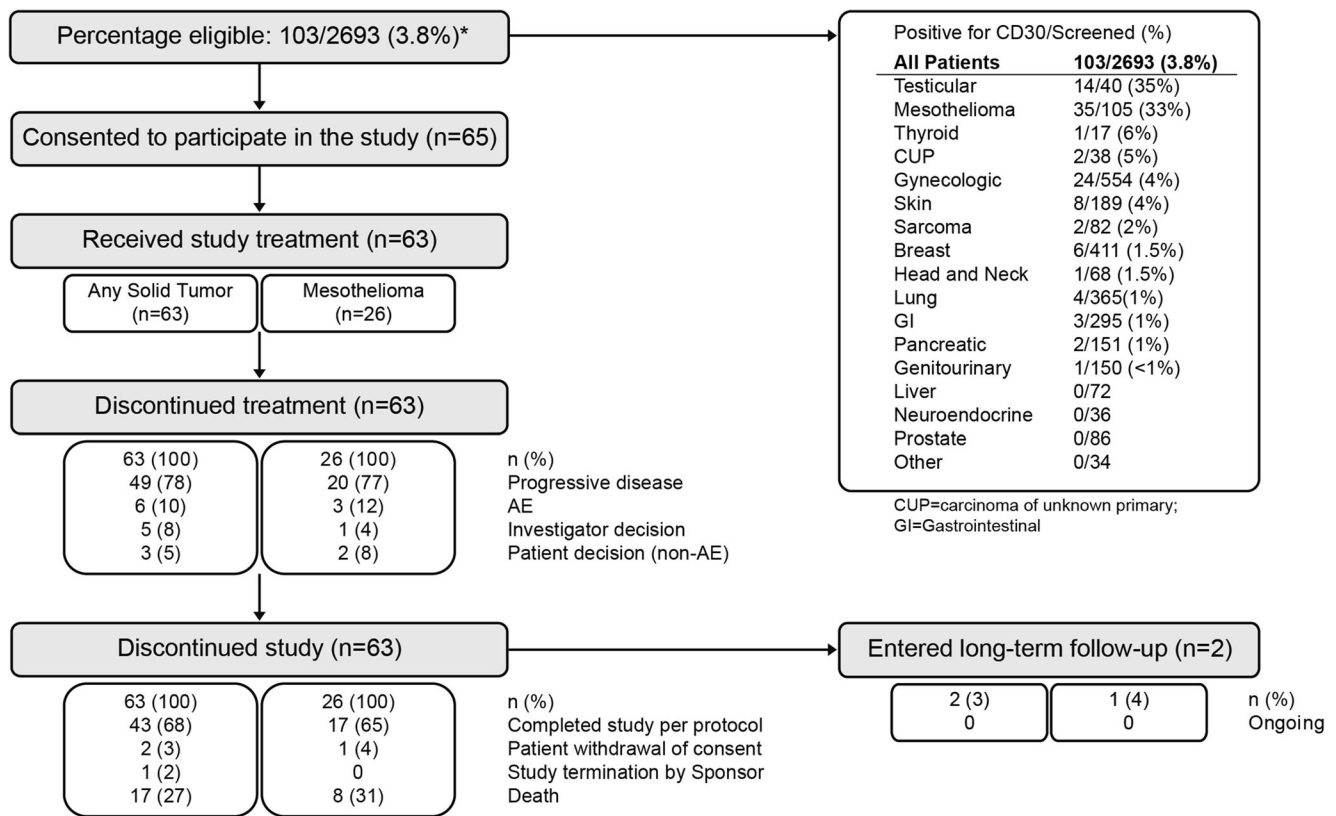 Percentage eligible: 103/2693 (3.8%)*
Positive for CD30/Screened (%)
All Patients 103/2693 (3.8%)
Testicular 14/40 (35%)
Mesothelioma 35/105 (33%)
Thyroid 1/17 (6%)
CUP 2/38 (5%)
Gynecologic 24/554 (4%)
Skin 8/189 (4%)
Sarcoma 2/82 (2%)
Breast 6/411 (1.5%)
Head and Neck 1/68 (1.5%)
Lung 4/365(1%)
GI 3/295 (1%)
Pancreatic 2/151 (1%)
Genitourinary 1/150 (<1%)
Liver 0/72
Neuroendocrine 0/36
Prostate 0/86
Other 0/34
CUP=carcinoma of unknown primary;
GI=Gastrointestinal
Consented to participate in the study (n=65)
Received study treatment (n=63)
Any Solid Tumor
(n=63)
Mesothelioma
(n=26)
Discontinued treatment (n=63)
63 (100) 26 (100) n (%)
49 (78) 20 (77) Progressive disease
6 (10) 3 (12) AE
5 (8) 1 (4) Investigator decision
3 (5) 2 (8) Patient decision (non-AE)
Discontinued study (n=63)
63 (100) 26 (100) n (%)
43 (68) 17 (65) Completed study per protocol
2 (3) 1 (4) Patient withdrawal of consent
1 (2) 0 Study termination by Sponsor
17 (27) 8 (31) Death
Entered long-term follow-up (n=2)
2 (3) 1 (4) n (%)
0 0 Ongoing